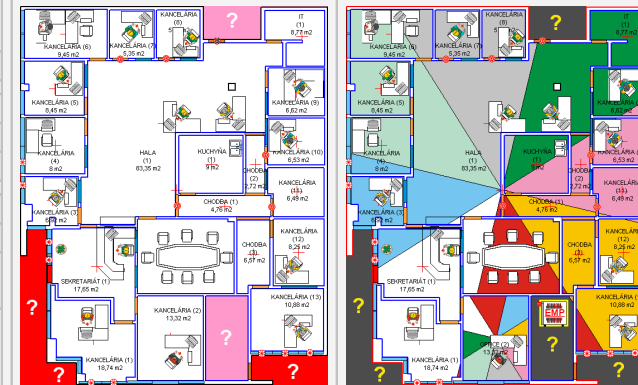 KANCELÁRIA (6)
9,45 m2
KANCELÁRIA (7)
5,35 m2
KANCELÁRIA
(8)
5
?
IT
(1)
8,77 m2
KANCELÁRIA (5)
8,45 m2
KANCELÁRIA (9)
6,62 m2
KANCELÁRIA
(4)
8 m2
HALA
(1)
83,35 m2
KUCHYŇA
(1)
9 m2
KANCELÁRIA (10)
6,53 m2
CHODBA
(2)
2,72 m2
KANCELÁRIA
(11)
6,49 m2
KANCELÁRIA (3)
CHODBA (1)
4,76 m2
CHODBA
6,57 m2
KANCELÁRIA
(12)
8,25 m2
SEKRETARIÁT (1)
17,65 m2
?
KANCELÁRIA (2)
13,32 m2
?
KANCELÁRIA (13)
10,88 m2
KANCELÁRIA (1)
18,74 m2
?
?
KANCELÁRIA (6)
9,45 m2
KANCELÁRIA (7)
5,35 m2
KANCELÁRIA
(8)
5
?
IT
(1)
8,77 m2
KANCELÁRIA (5)
8,45 m2
KANCELÁRIA
6,62 m2
KANCELÁRIA
(4)
8 m2
HALA
(1)
83,35 m2
KUCHYŇA
(1)
KANCELÁRIA
6,53 m2
CHODBA
(2)
2,72 m2
KANCELÁRIA
(11)
6,49 m2
KANCELÁRIA (3)
CHODBA (1)
4,76 m2
CHODBA
6,57 m2
KANCELÁRIA
(12)
8,25 m2
SEKRETARIÁT (1)
17,65 m2
?
EMP
KANCELÁRIA
10,88 m2
OFFICE (2)
?
KANCELÁRIA (1)
18,74 m2
?
?